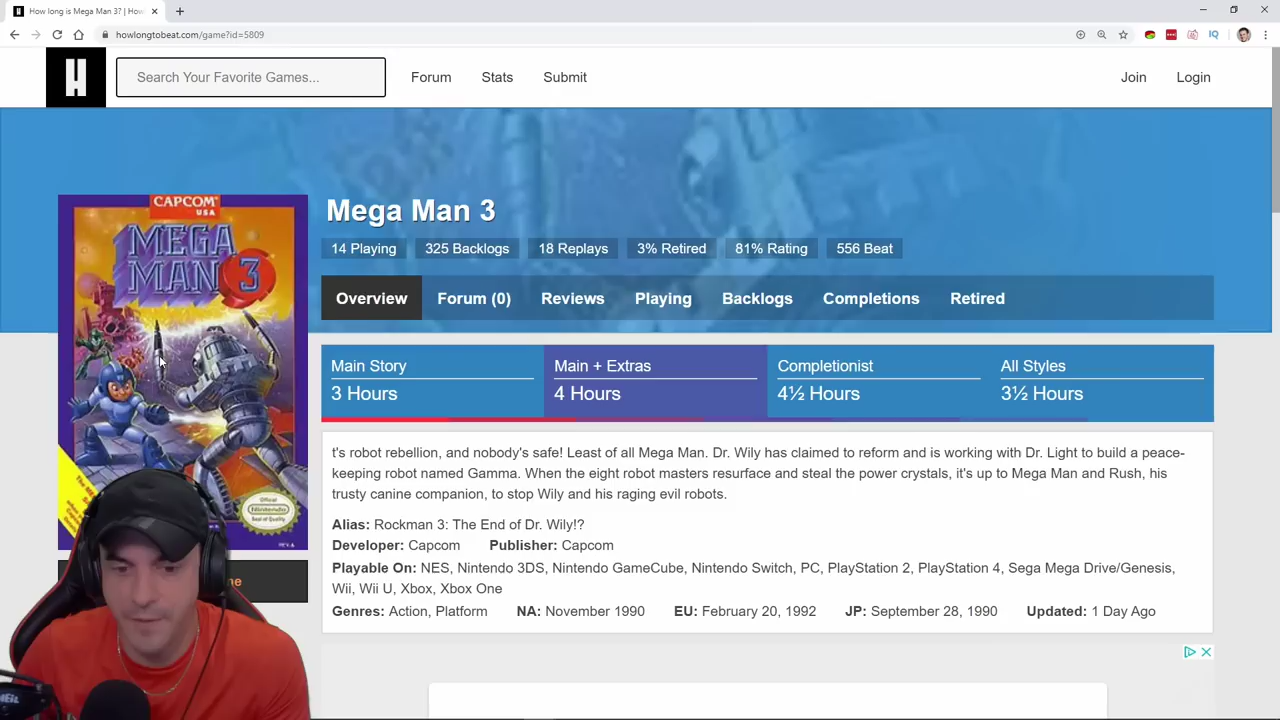 How long is Mega Man 3? | How
howlongtobeat.com/game?id=5809
H
Search Your Favorite Games...
Forum
Stats
Submit
Join
Login
CAPCOM
USA
MEGA
MAN 3
Mega Man 3
14 Playing
325 Backlogs
18 Replays
3% Retired
81% Rating
556 Beat
Overview
Forum (0)
Reviews
Playing
Backlogs
Completions
Retired
Main Story
3 Hours
Main + Extras
4 Hours
Completionist
4½ Hours
All Styles
3½ Hours
t's robot rebellion, and nobody's safe! Least of all Mega Man. Dr. Wily has claimed to reform and is working with Dr. Light to build a peace-
keeping robot named Gamma. When the eight robot masters resurface and steal the power crystals, it's up to Mega Man and Rush, his
trusty canine companion, to stop Wily and his raging evil robots.
Alias: Rockman 3: The End of Dr. Wily!?
Developer: Capcom Publisher: Capcom
Playable On: NES, Nintendo 3DS, Nintendo GameCube, Nintendo Switch, PC, PlayStation 2, PlayStation 4, Sega Mega Drive/Genesis,
Wii, Wii U, Xbox, Xbox One
Genres: Action, Platform NA: November 1990 EU: February 20, 1992 JP: September 28, 1990 Updated: 1 Day Ago
Official
Nintendo